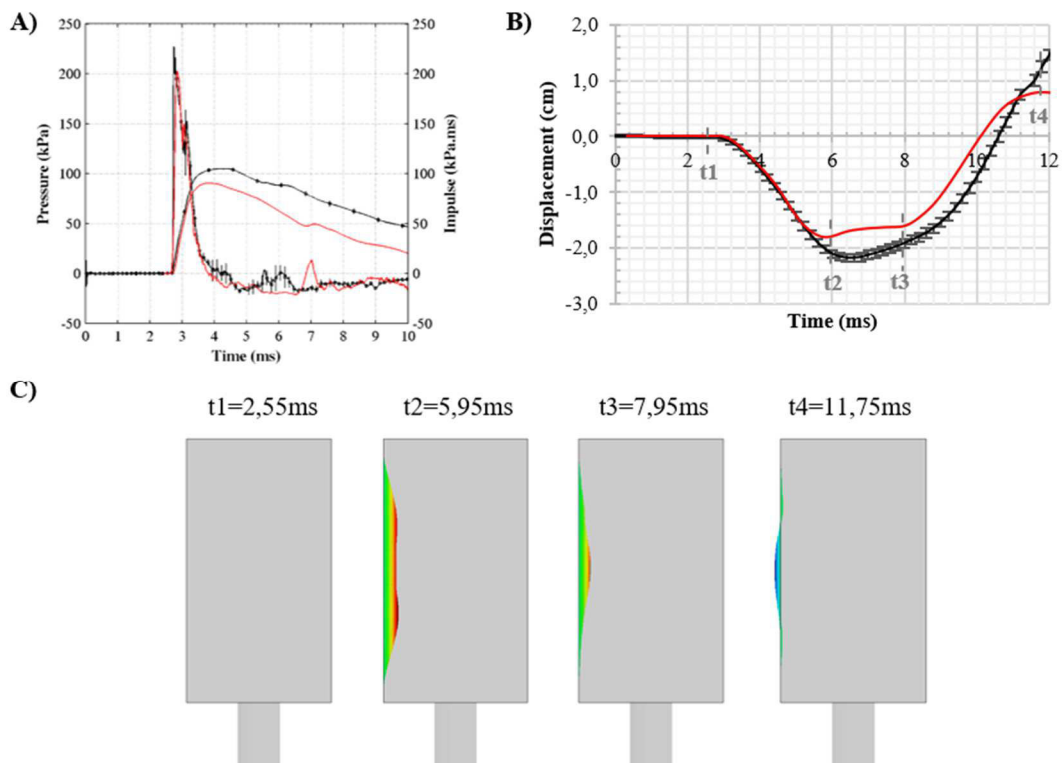 A)
250
200
150
100
50
0
-50
Pressure (kPa)
250
200
150
100
50
0
-50
Impulse (kPa.ms)
0 1 2 3 4 5 6 7 8 9 10
Time (ms)
B)
2,0
1,0
0,0
-1,0
-2,0
-3,0
Displacement (cm)
0 2 4 6 8 10 12
t1
t2
t3
t4
Time (ms)
C)
t1=2,55ms
t2=5,95ms
t3=7,95ms
t4=11,75ms